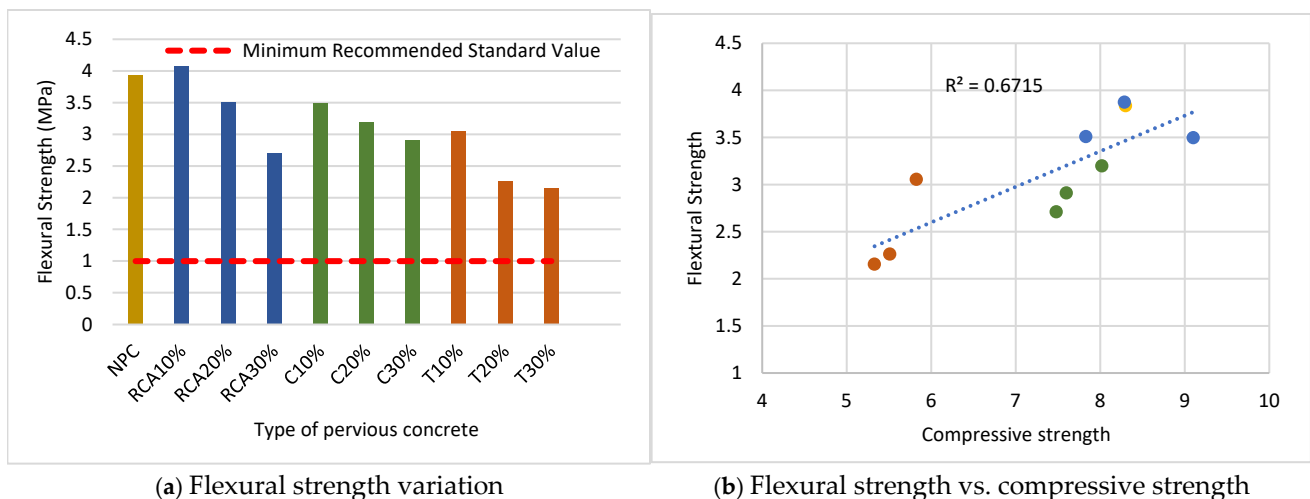 4.5
4
3.5
3
2.5
2
1.5
1
0.5
0
Flexural Strength (MPa)
Minimum Recommended Standard Value
NPC
RCA10%
RCA20%
RCA30%
C10%
C20%
C30%
T10%
T20%
T30%
Type of pervious concrete
(a) Flexural strength variation
4.5
4
3.5
3
2.5
2
1.5
1
Flextural Strength
R² = 0.6715
4 5 6 7 8 9 10
Compressive strength
(b) Flexural strength vs. compressive strength